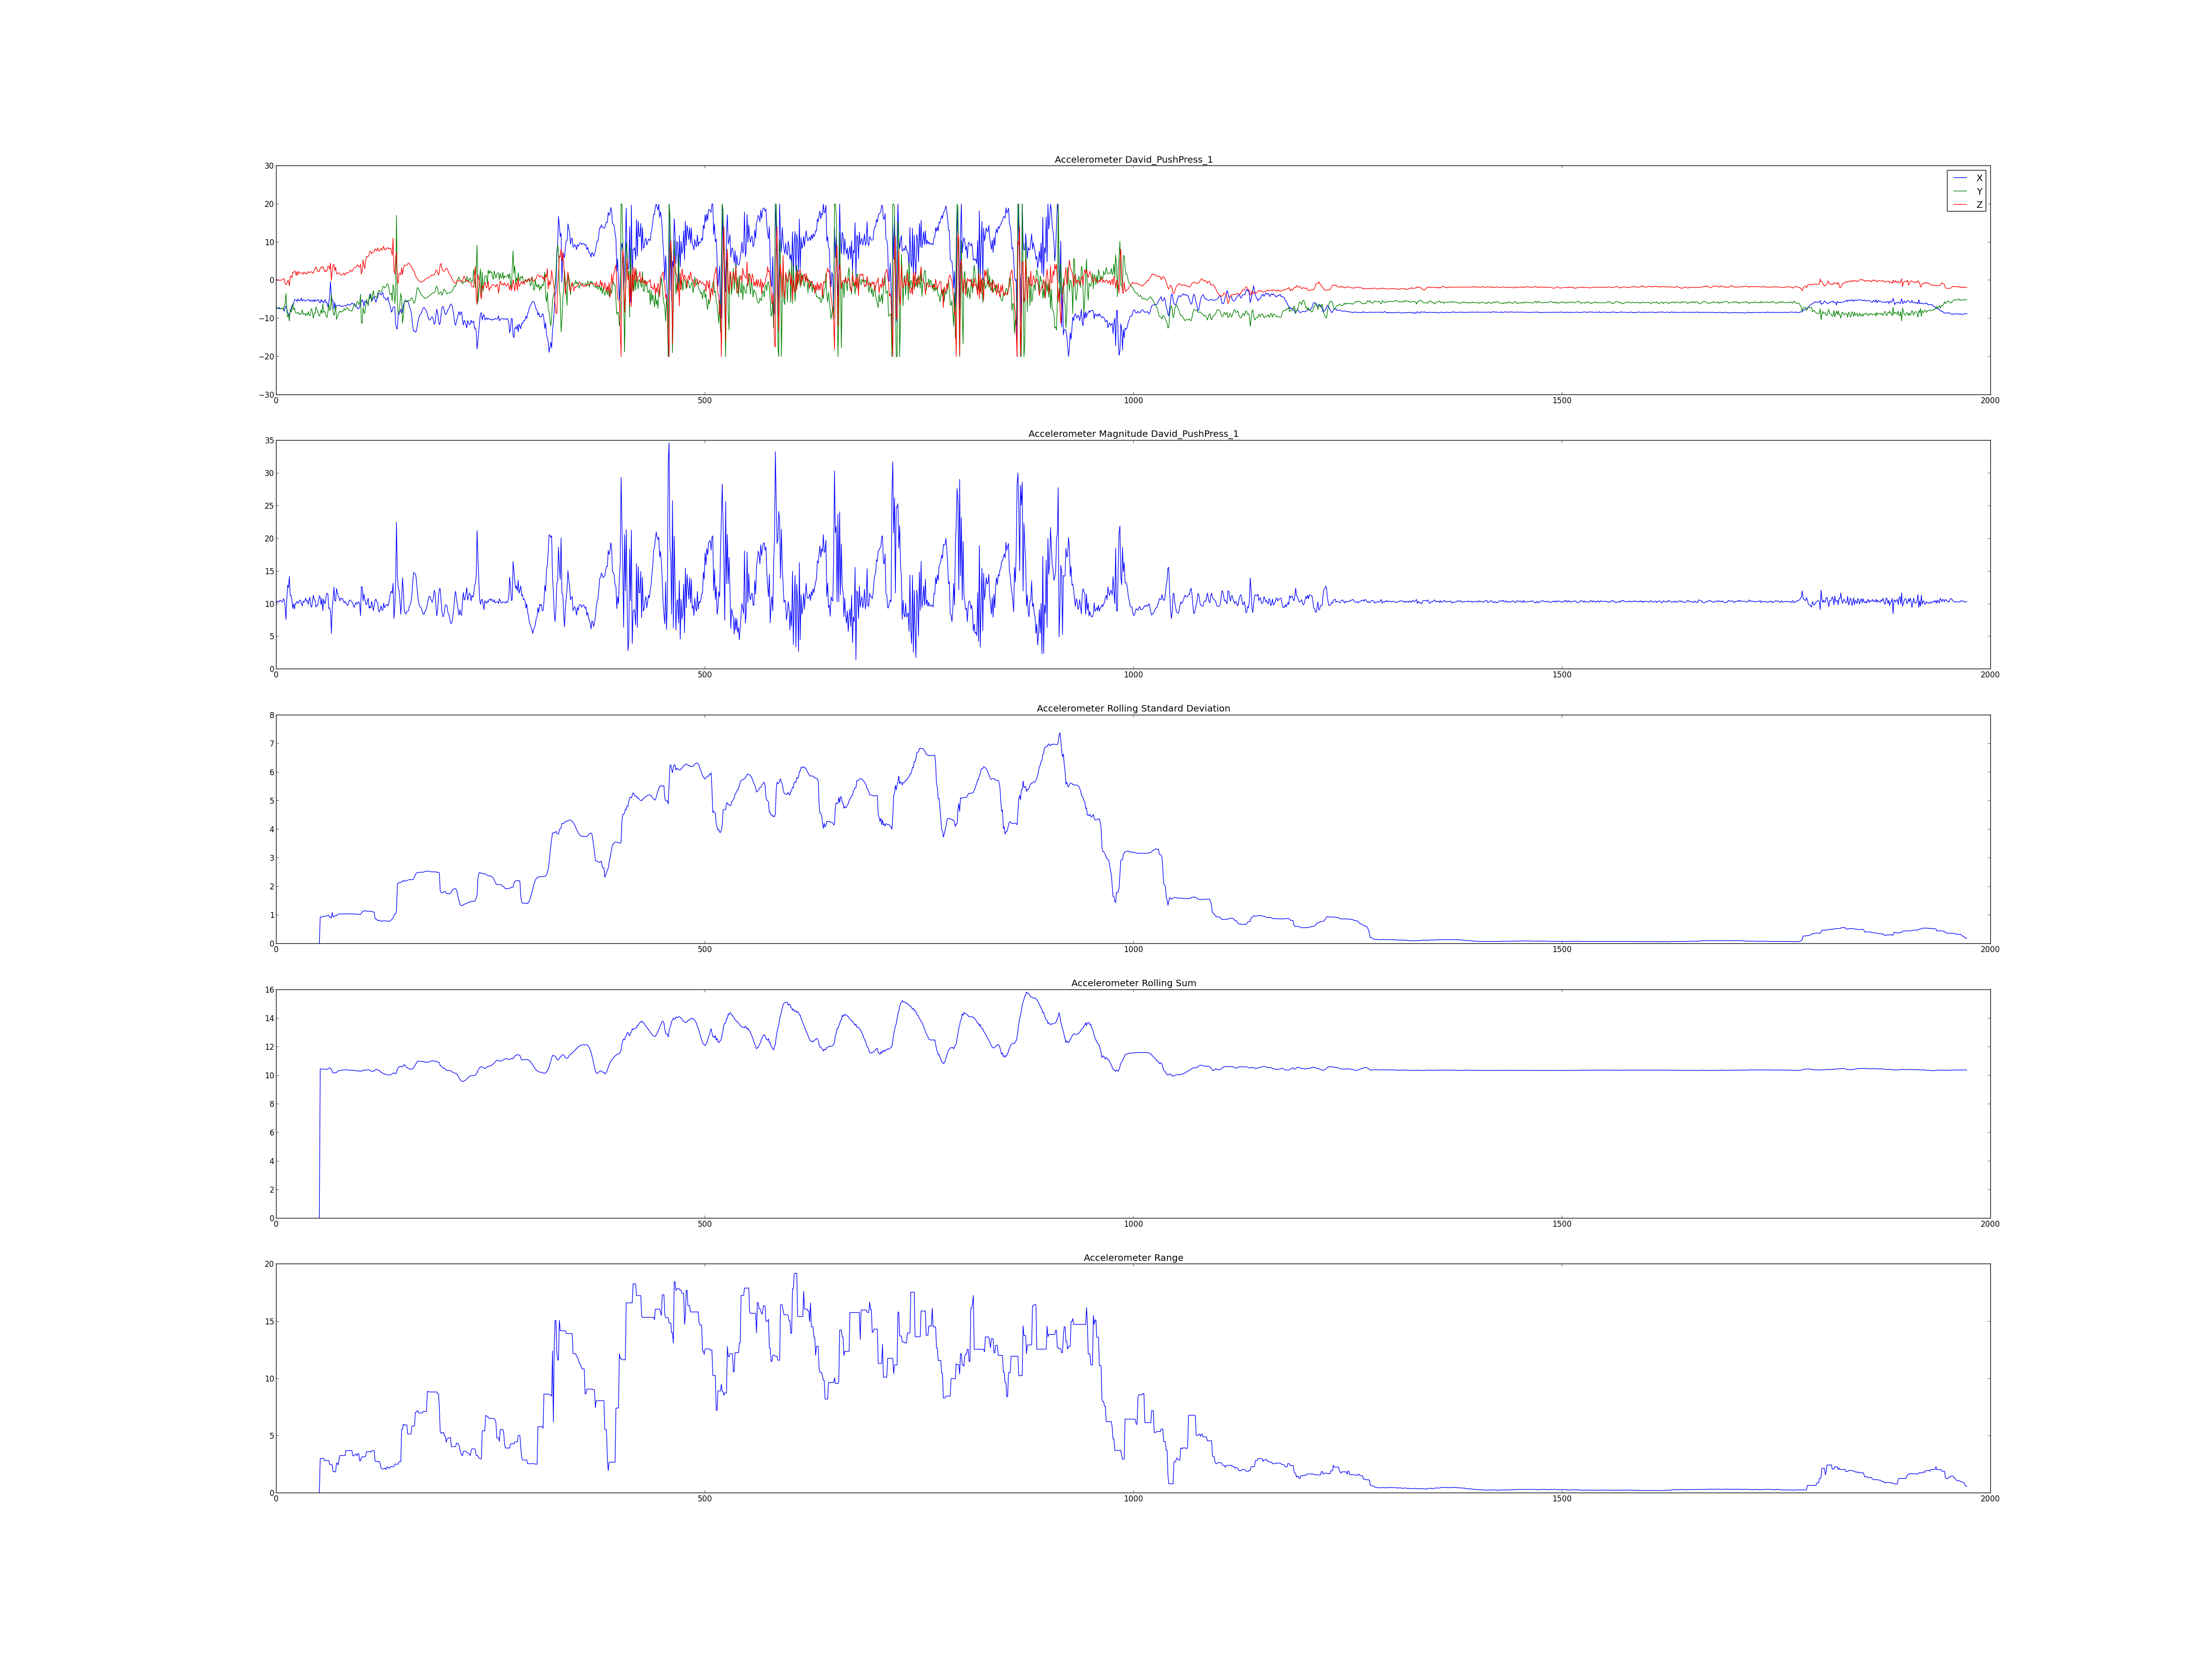 Accelerometer David_PushPress_1
30
20
10
0
−10
−20
−30
X
Y
Z
0 500 1000 1500 2000
Accelerometer Magnitude David_PushPress_1
35
30
25
20
15
10
5
0
0 500 1000 1500 2000
Accelerometer Rolling Standard Deviation
8
7
6
5
4
3
2
1
0
0 500 1000 1500 2000
Accelerometer Rolling Sum
16
14
12
10
8
6
4
2
0
0 500 1000 1500 2000
Accelerometer Range
20
15
10
5
0
0 500 1000 1500 2000